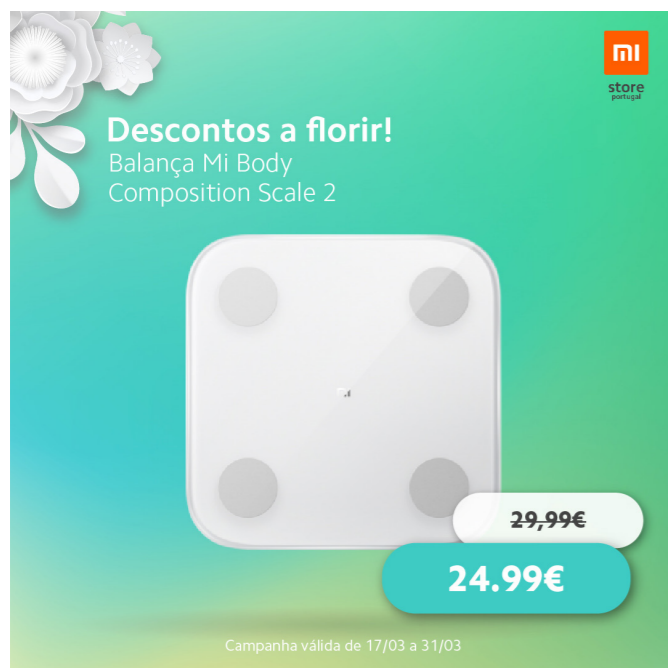 mi
store
portugal
Descontos a florir!
Balança Mi Body
Composition Scale 2
29,99€
24.99€
Campanha válida de 17/03 a 31/03